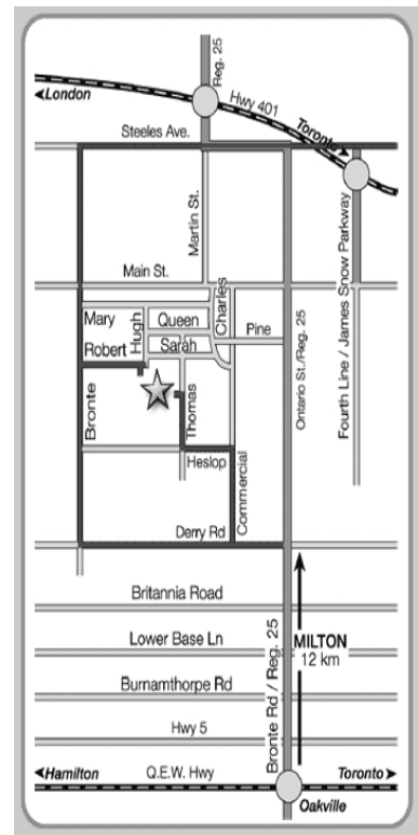 Reg. 25
London
Hwy 401
Toronto
Steeles Ave.
Martin St.
Fourth Line / James Snow Parkway
Main St.
Charles
Mary
Hugh
Queen
Pine
Ontario St./Reg. 25
Robert
Sarah
Bronte
Thomas
Heslop
Commercial
Derry Rd
Britannia Road
Lower Base Ln
MILTON
12 km
Bronte Rd / Reg. 25
Burnamthorpe Rd
Hwy 5
Hamilton
Q.E.W. Hwy
Toronto
Oakville